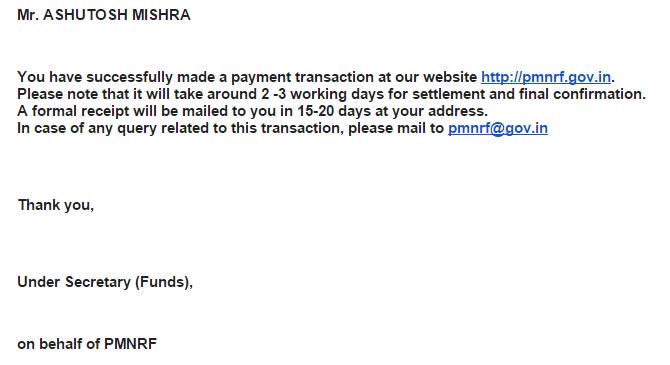 Mr. ASHUTOSH MISHRA
You have successfully made a payment transaction at our website http://pmnrf.gov.in.
Please note that it will take around 2 -3 working days for settlement and final confirmation.
A formal receipt will be mailed to you in 15-20 days at your address.
In case of any query related to this transaction, please mail to pmnrf@gov.in
Thank you,
Under Secretary (Funds),
on behalf of PMNRF